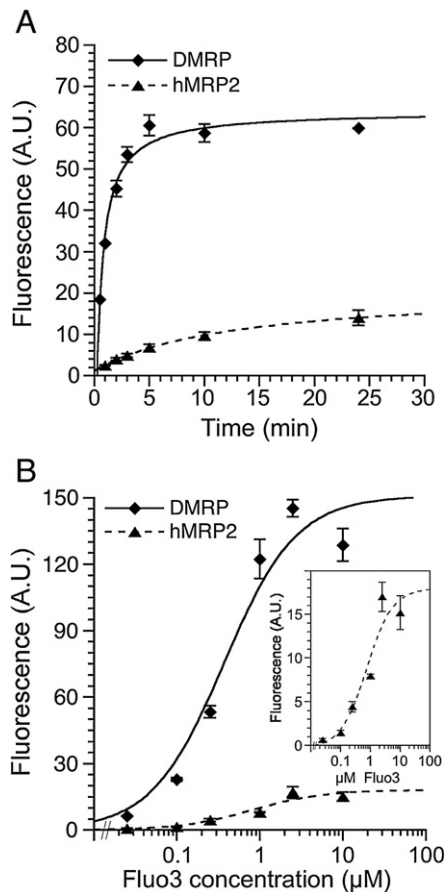 A
DMRP
hMRP2
80
70
60
50
40
30
20
10
0
Fluorescence (A.U.)
0 5 10 15 20 25 30
Time (min)
B
DMRP
hMRP2
150
120
90
60
30
0
Fluorescence (A.U.)
15
10
5
0
Fluorescence (A.U.)
0.1 1 10 100
µM Fluo3
0.1 1 10 100
Fluo3 concentration (µM)